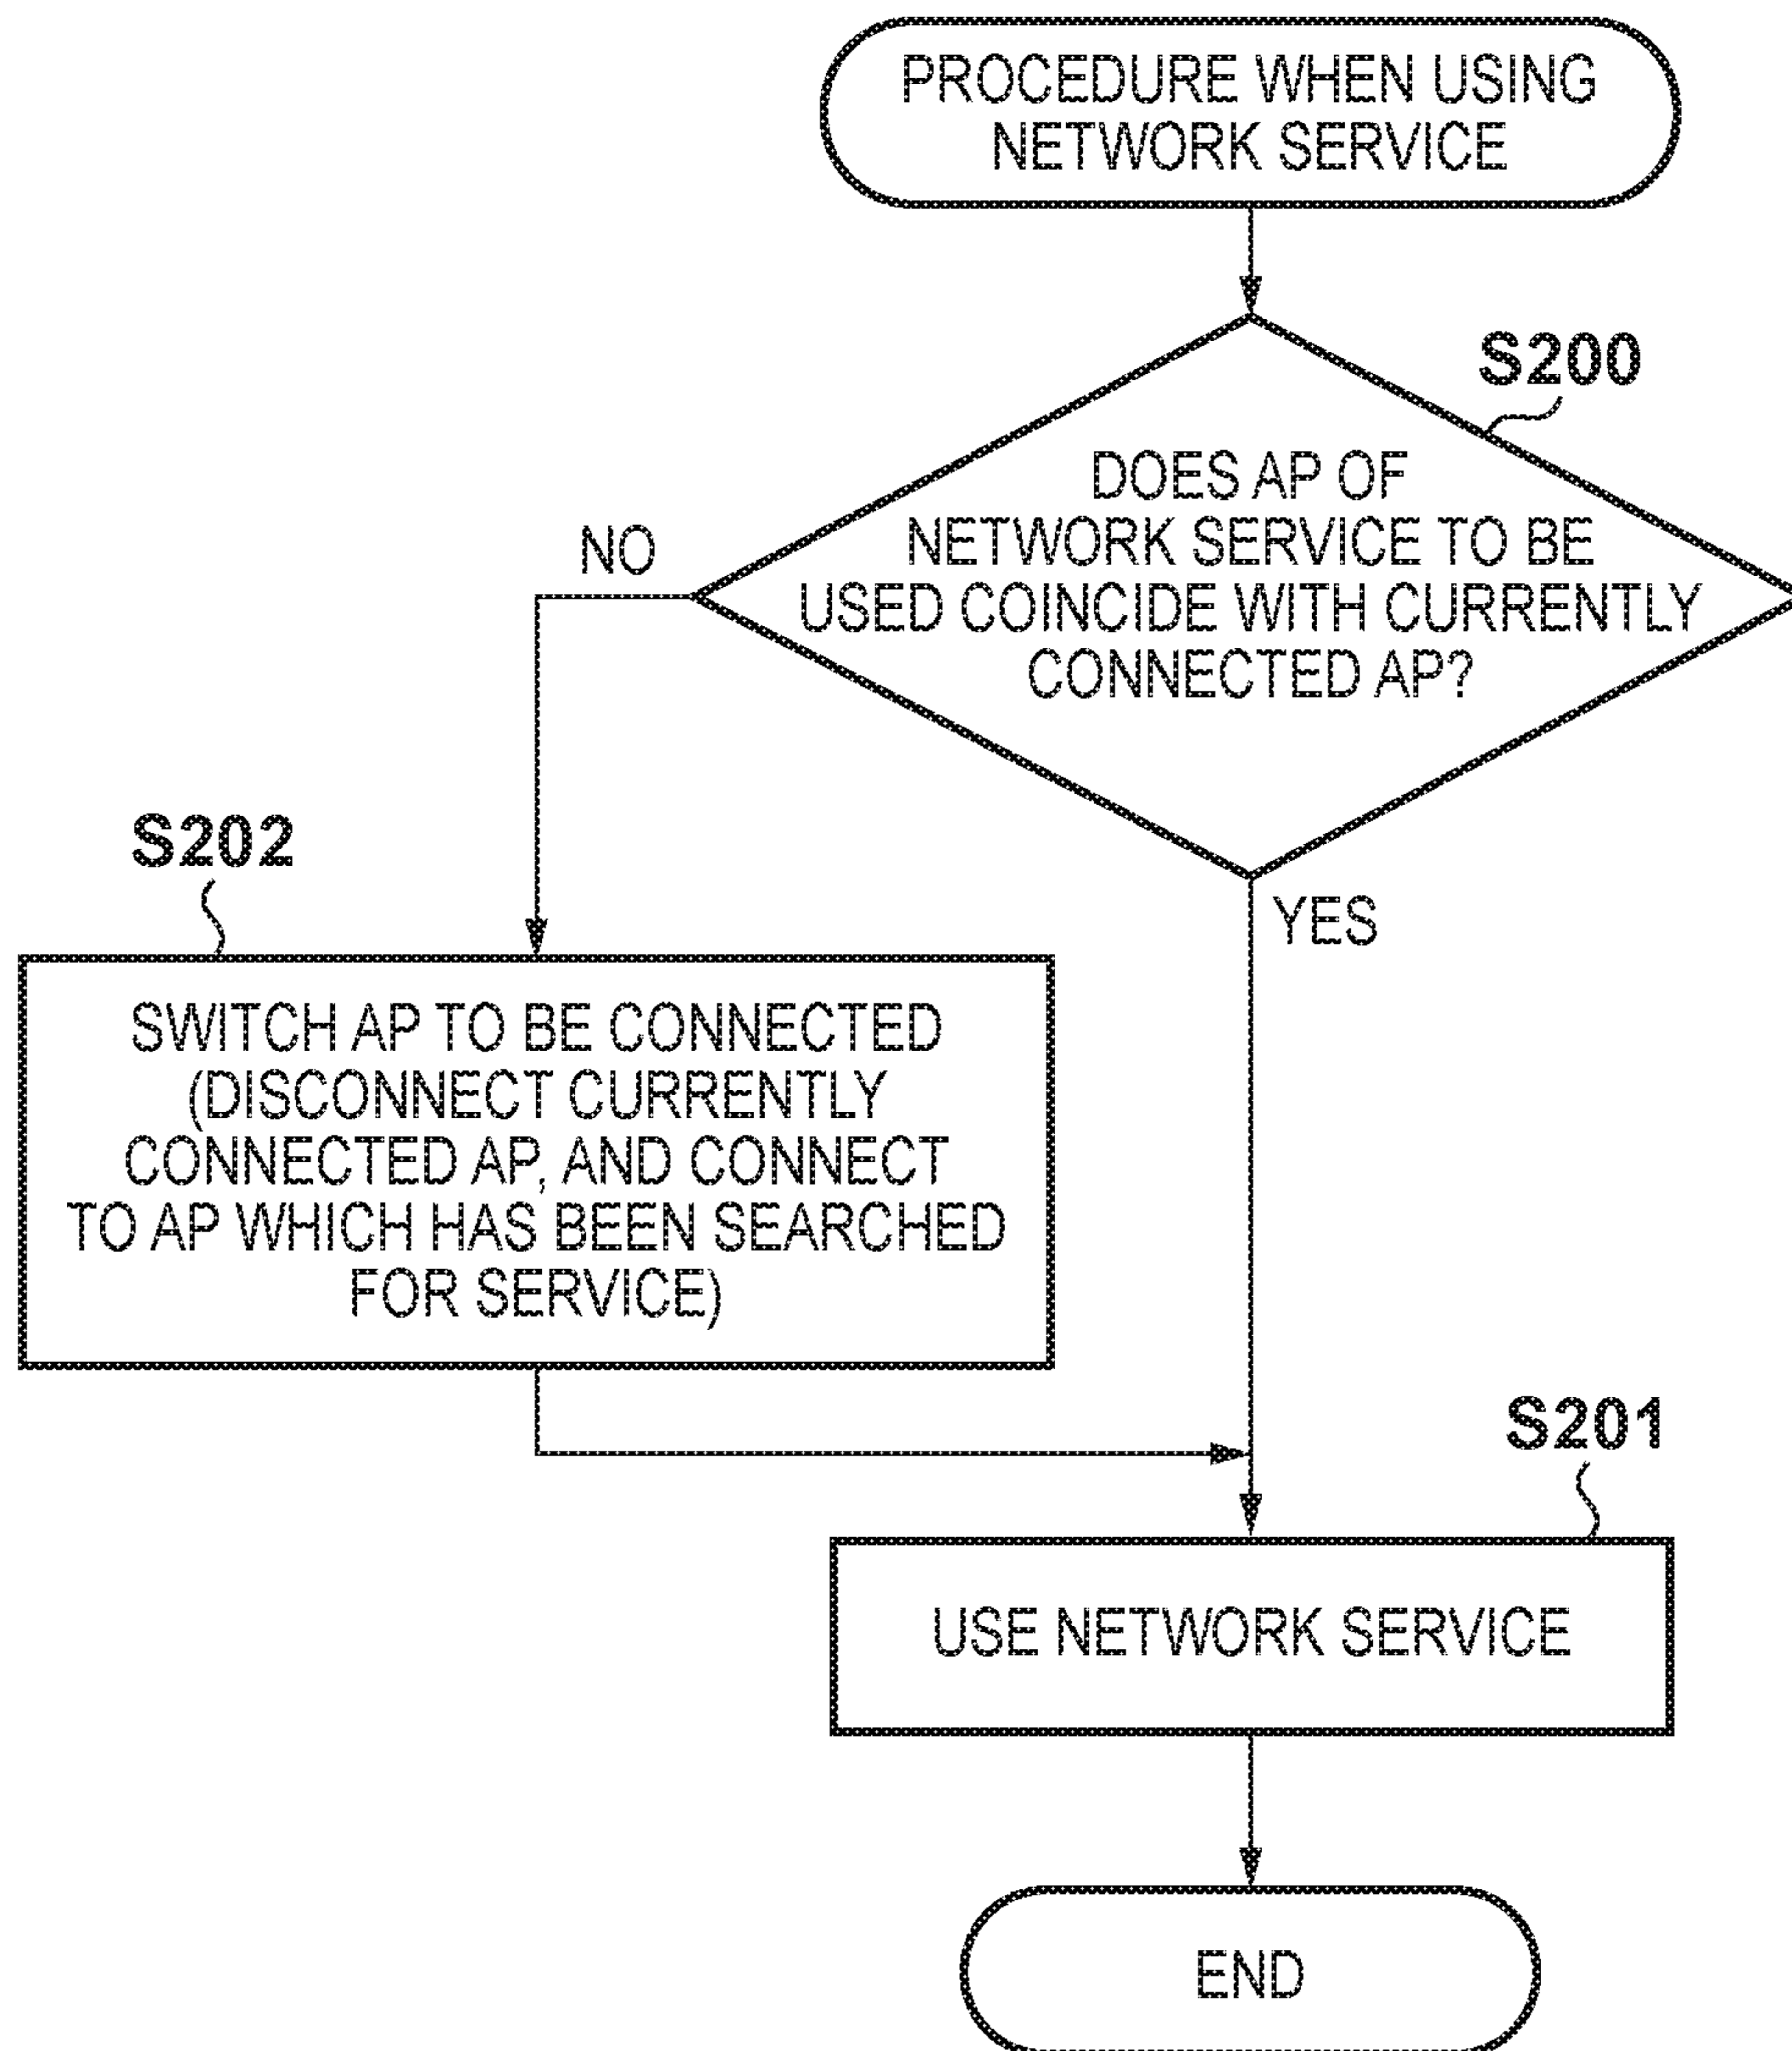 PROCEDURE WHEN USING
NETWORK SERVICE
S200
DOES AP OF
NETWORK SERVICE TO BE
USED COINCIDE WITH CURRENTLY
CONNECTED AP?
NO
YES
S202
SWITCH AP TO BE CONNECTED
(DISCONNECT CURRENTLY
CONNECTED AP, AND CONNECT
TO AP WHICH HAS BEEN SEARCHED
FOR SERVICE)
S201
USE NETWORK SERVICE
END